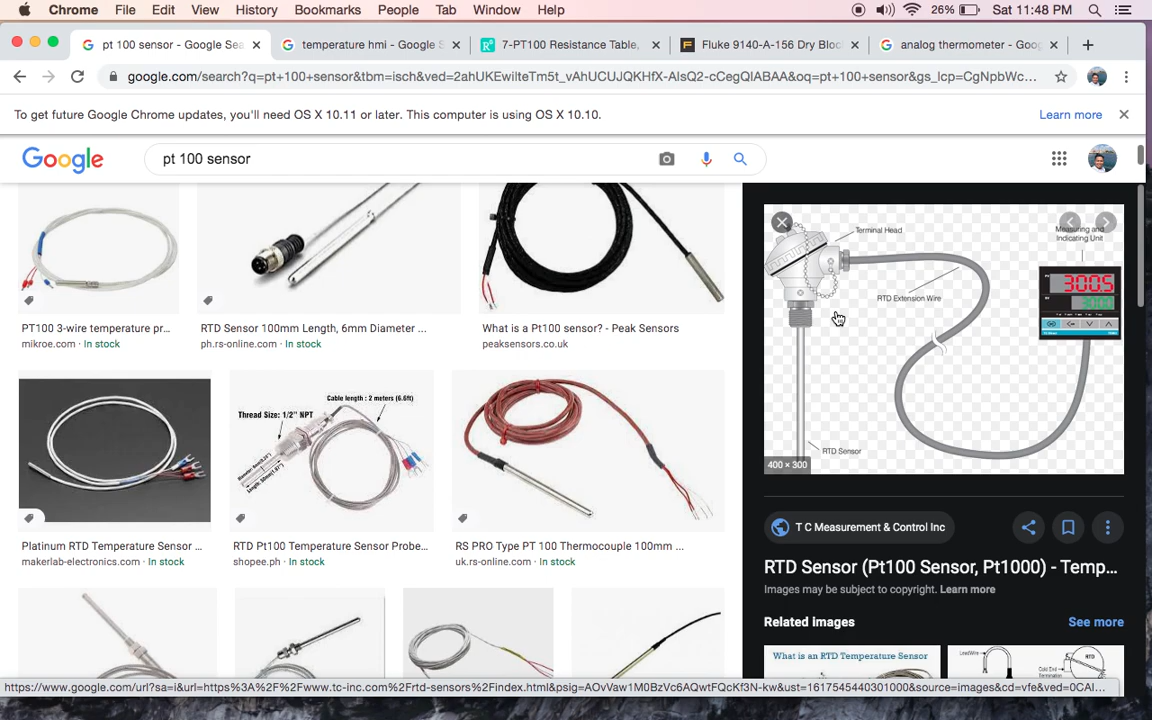 Chrome File Edit View History Bookmarks People Tab Window Help 26% Sat 11:48 PM
pt 100 sensor - Google Sea
temperature hmi - Google S
7-PT100 Resistance Table,
Fluke 9140-A-156 Dry Bloc
analog thermometer - Goog
google.com/search?q=pt+100+sensor&tbm=isch&ved=2ahUKEwilteTm5t_vAhUCUJQKHfX-AlsQ2-cCegQIABAA&oq=pt+100+sensor&gs_lcp=CgNpbWc...
To get future Google Chrome updates, you'll need OS X 10.11 or later. This computer is using OS X 10.10.
Learn more
Google
pt 100 sensor
PT100 3-wire temperature pr...
mikroe.com · In stock
RTD Sensor 100mm Length, 6mm Diameter ...
ph.rs-online.com · In stock
What is a Pt100 sensor? - Peak Sensors
peaksensors.co.uk
Thread Size: 1/2" NPT
Cable length : 2 meters (6.6ft)
Platinum RTD Temperature Sensor ...
makerlab-electronics.com · In stock
RTD Pt100 Temperature Sensor Probe...
shopee.ph · In stock
RS PRO Type PT 100 Thermocouple 100mm ...
uk.rs-online.com · In stock
Terminal Head
Measuring and
Indicating Unit
RTD Extension Wire
300.5
RTD Sensor
400 × 300
T C Measurement & Control Inc
RTD Sensor (Pt100 Sensor, Pt1000) - Temp...
Images may be subject to copyright. Learn more
Related images
See more
What is an RTD Temperature Sensor
RTD
https://www.google.com/url?sa=i&url=https%3A%2F%2Fwww.tc-inc.com%2Frtd-sensors%2Findex.html&psig=AOvVaw1M0BzVc6AQwtFQcKf3N-kw&ust=1617545440301000&source=images&cd=vfe&ved=0CAI...